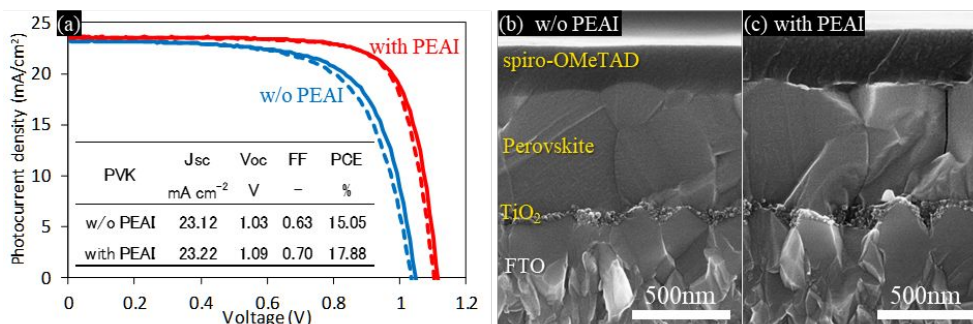 (a)
Photocurrent density (mA/cm²)
25
20
15
10
5
0
with PEAI
w/o PEAI
PVK Jsc Voc FF PCE
mA cm⁻² V – %
w/o PEAI 23.12 1.03 0.63 15.05
with PEAI 23.22 1.09 0.70 17.88
0 0.2 0.4 0.6 0.8 1 1.2
Voltage (V)
(b) w/o PEAI
spiro-OMeTAD
Perovskite
TiO₂
FTO
500nm
(c) with PEAI
500nm